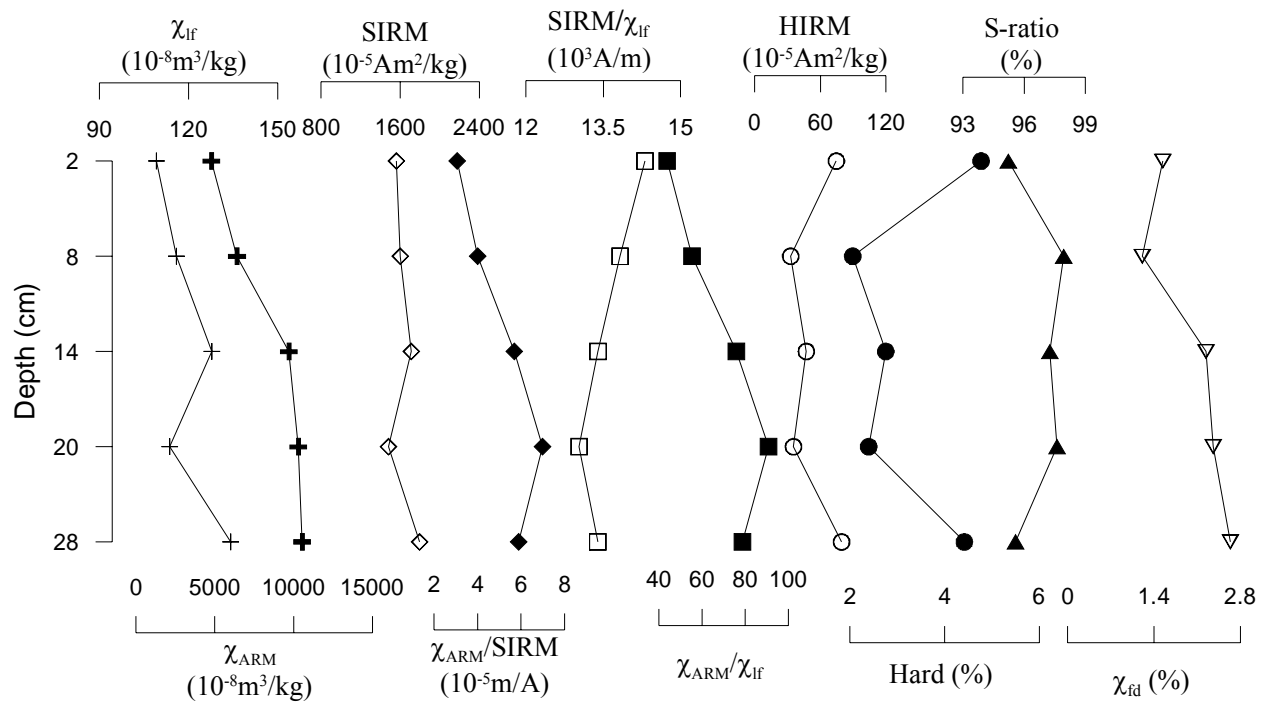 χlf
(10-8m3/kg)
SIRM
(10-5Am2/kg)
SIRM/χlf
(103A/m)
HIRM
(10-5Am2/kg)
S-ratio
(%)
90 120 150
800 1600 2400
12 13.5 15
0 60 120
93 96 99
Depth (cm)
2
8
14
20
28
0 5000 10000 15000
2 4 6 8
40 60 80 100
2 4 6
0 1.4 2.8
χARM
(10-8m3/kg)
χARM/SIRM
(10-5m/A)
χARM/χlf
Hard (%)
χfd (%)